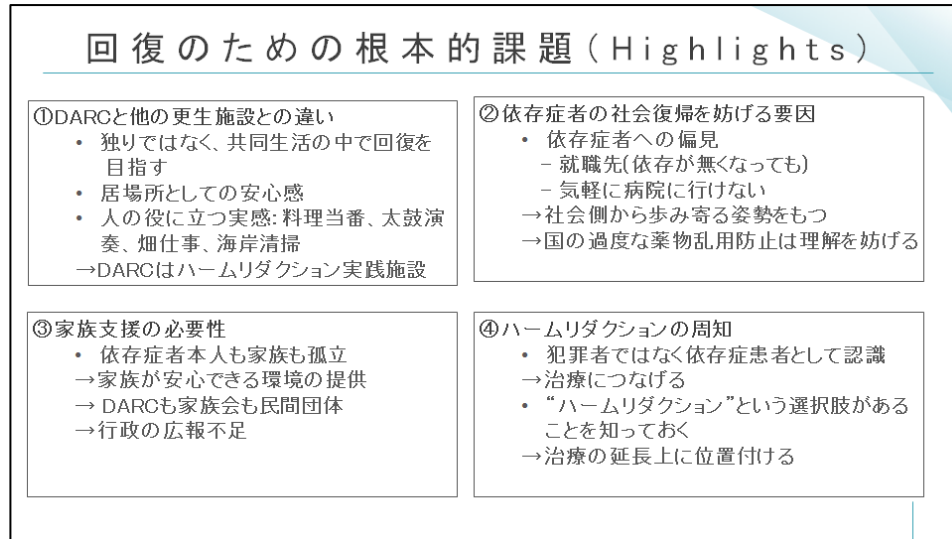 回復のための根本的課題(Highlights)
①DARCと他の更生施設との違い
• 独りではなく、共同生活の中で回復を
目指す
• 居場所としての安心感
• 人の役に立つ実感：料理当番、太鼓演
奏、畑仕事、海岸清掃
→DARCはハームリダクション実践施設
②依存症者の社会復帰を妨げる要因
• 依存症者への偏見
– 就職先(依存が無くなっても)
– 気軽に病院に行けない
→社会側から歩み寄る姿勢をもつ
→国の過度な薬物乱用防止は理解を妨げる
③家族支援の必要性
• 依存症者本人も家族も孤立
→家族が安心できる環境の提供
→ DARCも家族会も民間団体
→行政の広報不足
④ハームリダクションの周知
• 犯罪者ではなく依存症患者として認識
→治療につなげる
• “ハームリダクション”という選択肢がある
ことを知っておく
→治療の延長上に位置付ける